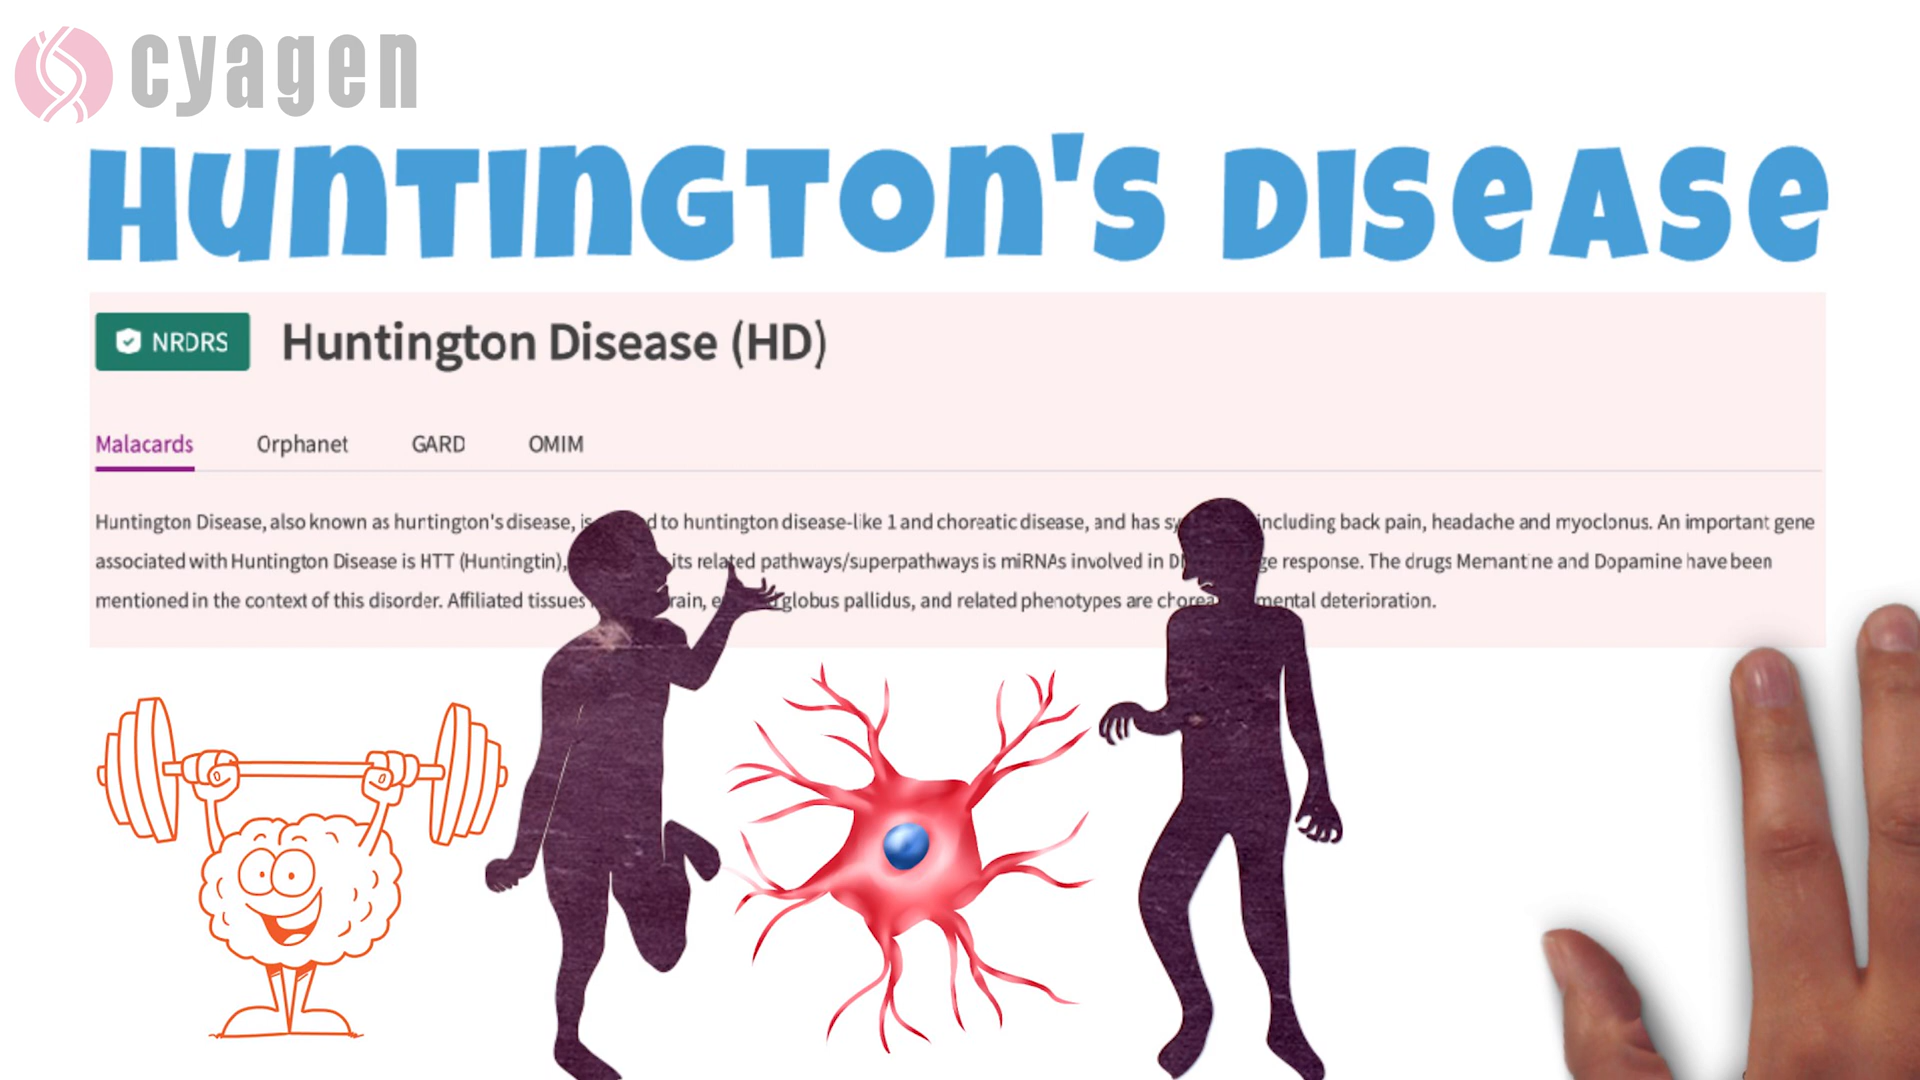 cyagen
HUNTINGTON'S DISEASE
NRDRS
Huntington Disease (HD)
Malacards Orphanet GARD OMIM
Huntington Disease, also known as huntington's disease, is d to huntington disease-like 1 and choreatic disease, and has sy including back pain, headache and myoclonus. An important gene
associated with Huntington Disease is HTT (Huntingtin), its related pathways/superpathways is miRNAs involved in D ge response. The drugs Memantine and Dopamine have been
mentioned in the context of this disorder. Affiliated tissues rain, e globus pallidus, and related phenotypes are chorea mental deterioration.